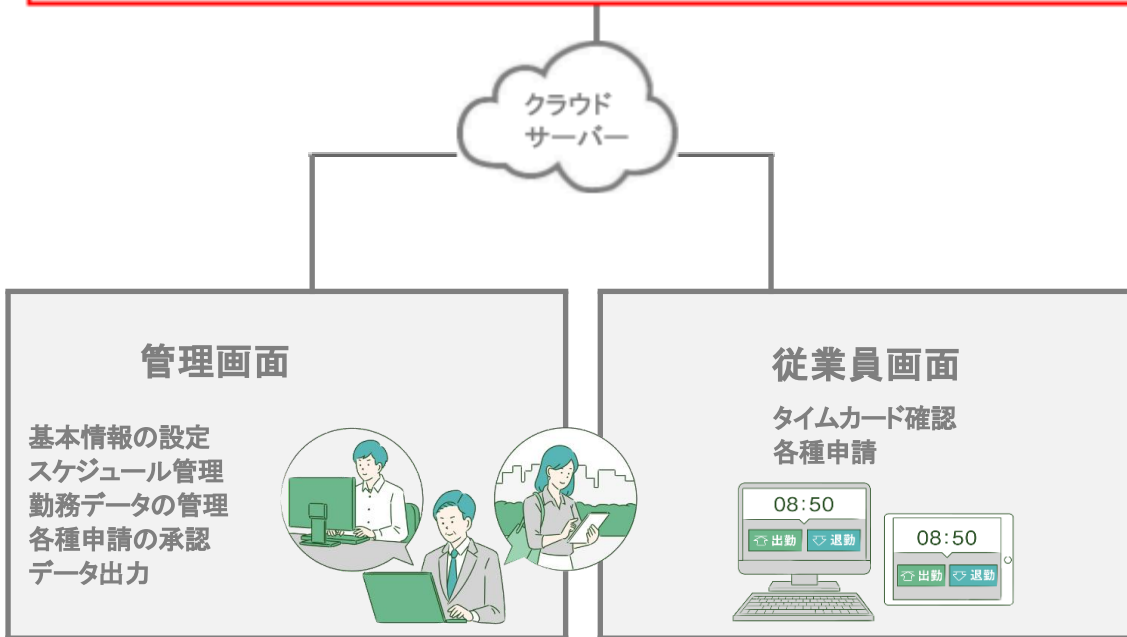 クラウド
サーバー
管理画面
基本情報の設定
スケジュール管理
勤務データの管理
各種申請の承認
データ出力
従業員画面
タイムカード確認
各種申請
08:50
出勤 退勤
08:50
出勤 退勤